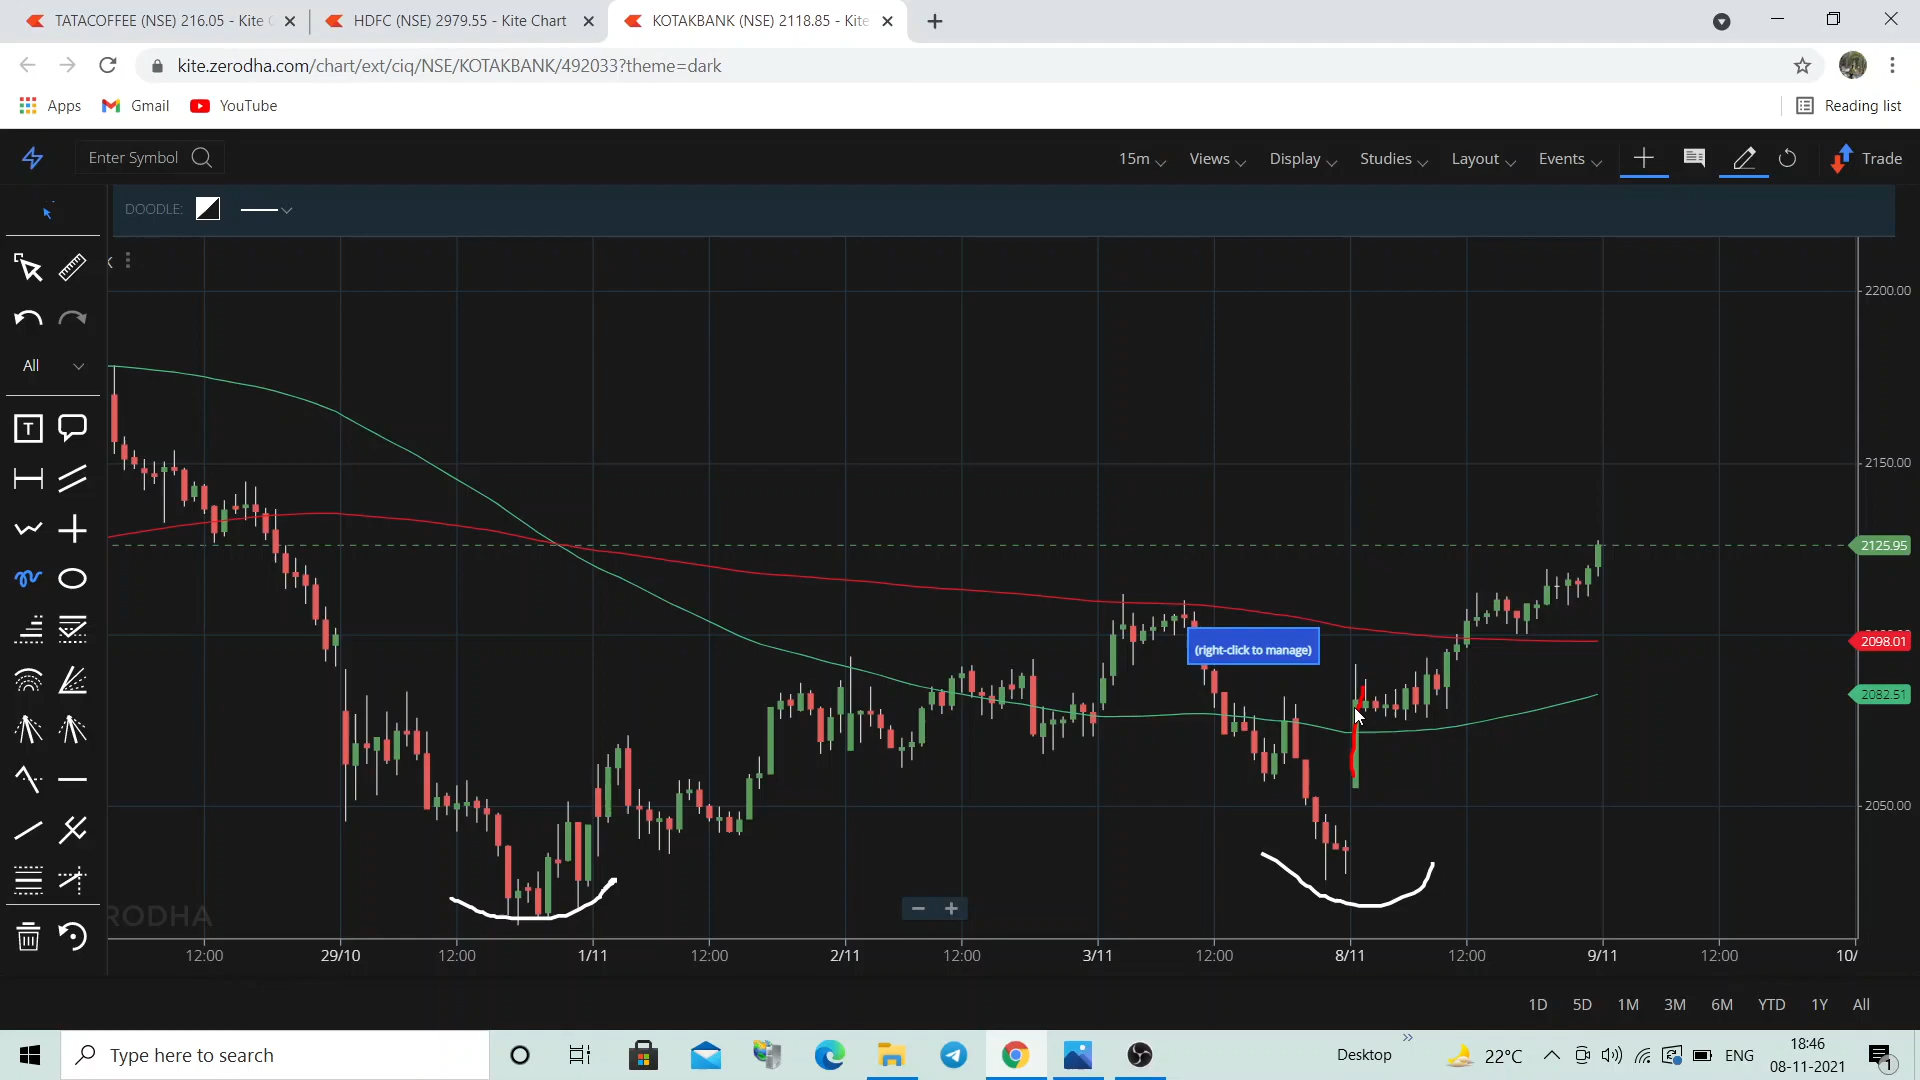 TATACOFFEE (NSE) 216.05 - Kite
HDFC (NSE) 2979.55 - Kite Chart
KOTAKBANK (NSE) 2118.85 - Kite
kite.zerodha.com/chart/ext/ciq/NSE/KOTAKBANK/492033?theme=dark
Apps Gmail YouTube Reading list
Enter Symbol 15m Views Display Studies Layout Events Trade
DOODLE:
All
T
2200.00
2150.00
2125.95
2098.01
2082.51
2050.00
(right-click to manage)
RODHA
12:00 29/10 12:00 1/11 12:00 2/11 12:00 3/11 12:00 8/11 12:00 9/11 12:00 10/
1D 5D 1M 3M 6M YTD 1Y All
Type here to search
Desktop
22°C
ENG
18:46
08-11-2021
1